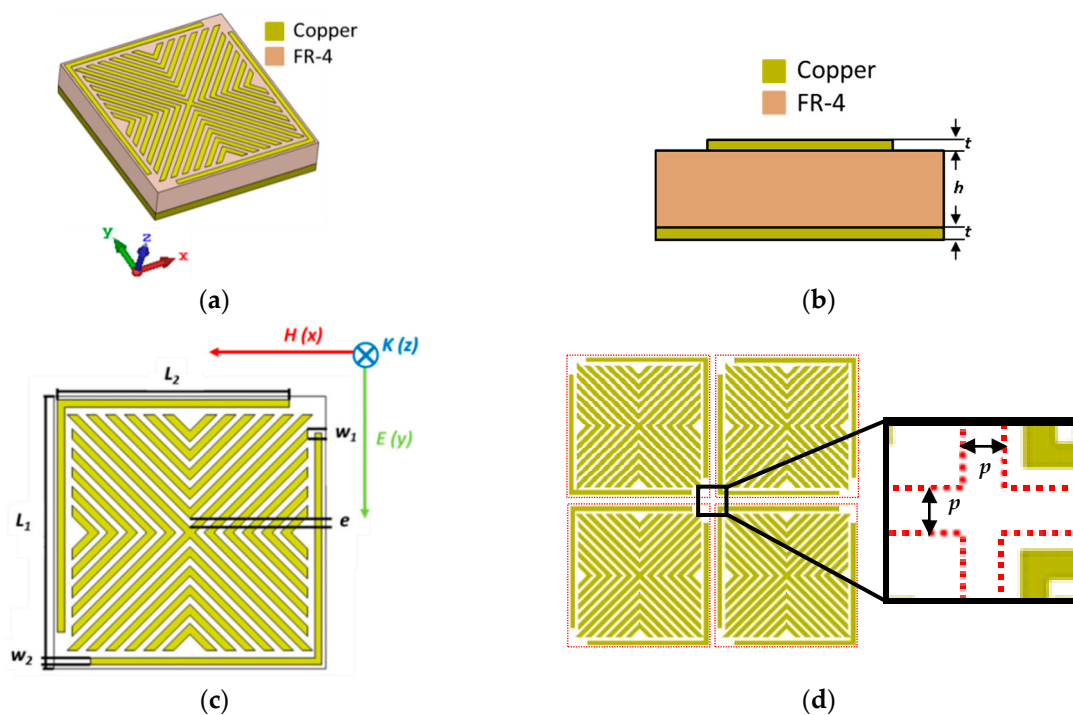 Copper
FR-4
y
z
x
(a)
Copper
FR-4
t
h
t
(b)
H (x)
K (z)
L2
w1
E (y)
L1
e
w2
(c)
p
p
(d)